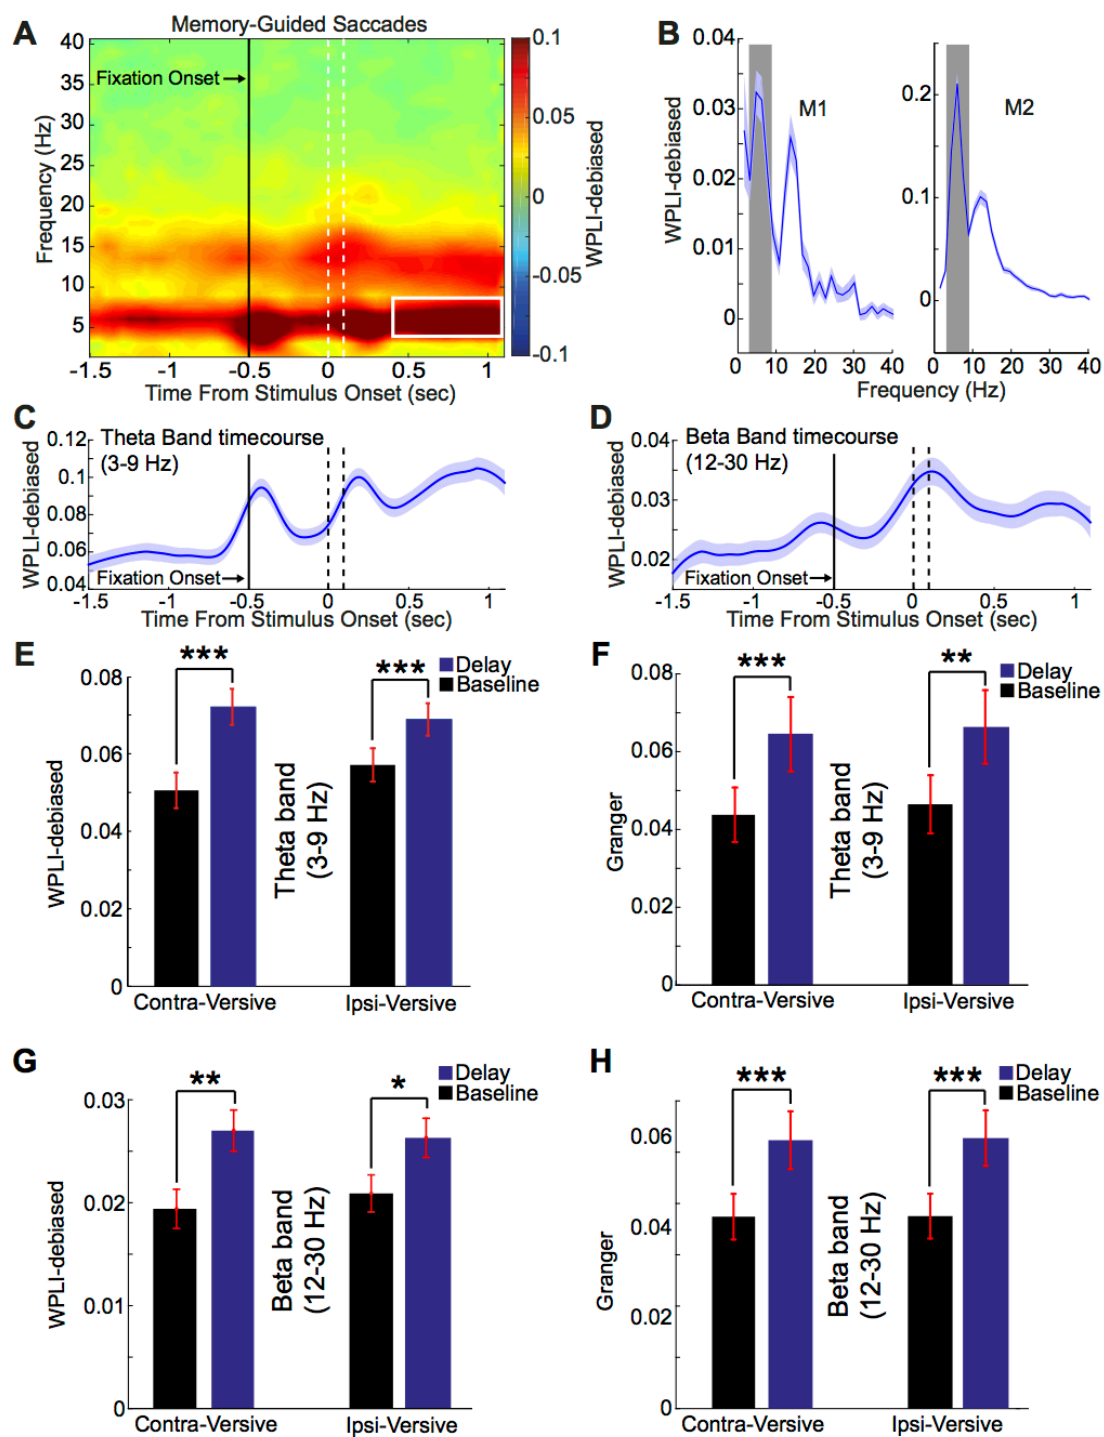 A
Memory-Guided Saccades
40
35
30
25
20
15
10
5
Frequency (Hz)
Fixation Onset
-1.5 -1 -0.5 0 0.5 1
Time From Stimulus Onset (sec)
0.1
0.05
0
-0.05
-0.1
WPLI-debiased
B
0.04
0.03
0.02
0.01
0
WPLI-debiased
M1
0 10 20 30 40
0.2
0.1
0
M2
0 10 20 30 40
Frequency (Hz)
C
0.12
0.1
0.08
0.06
0.04
WPLI-debiased
Theta Band timecourse
(3-9 Hz)
Fixation Onset
-1.5 -1 -0.5 0 0.5 1
Time From Stimulus Onset (sec)
D
0.04
0.03
0.02
WPLI-debiased
Beta Band timecourse
(12-30 Hz)
Fixation Onset
-1.5 -1 -0.5 0 0.5 1
Time From Stimulus Onset (sec)
E
0.08
0.06
0.04
0.02
0
WPLI-debiased
*** ***
Delay
Baseline
Theta band
(3-9 Hz)
Contra-Versive Ipsi-Versive
F
0.08
0.06
0.04
0.02
0
Granger
*** **
Delay
Baseline
Theta band
(3-9 Hz)
Contra-Versive Ipsi-Versive
G
0.03
0.02
0.01
0
WPLI-debiased
** *
Delay
Baseline
Beta band
(12-30 Hz)
Contra-Versive Ipsi-Versive
H
0.06
0.04
0.02
0
Granger
*** ***
Delay
Baseline
Beta band
(12-30 Hz)
Contra-Versive Ipsi-Versive